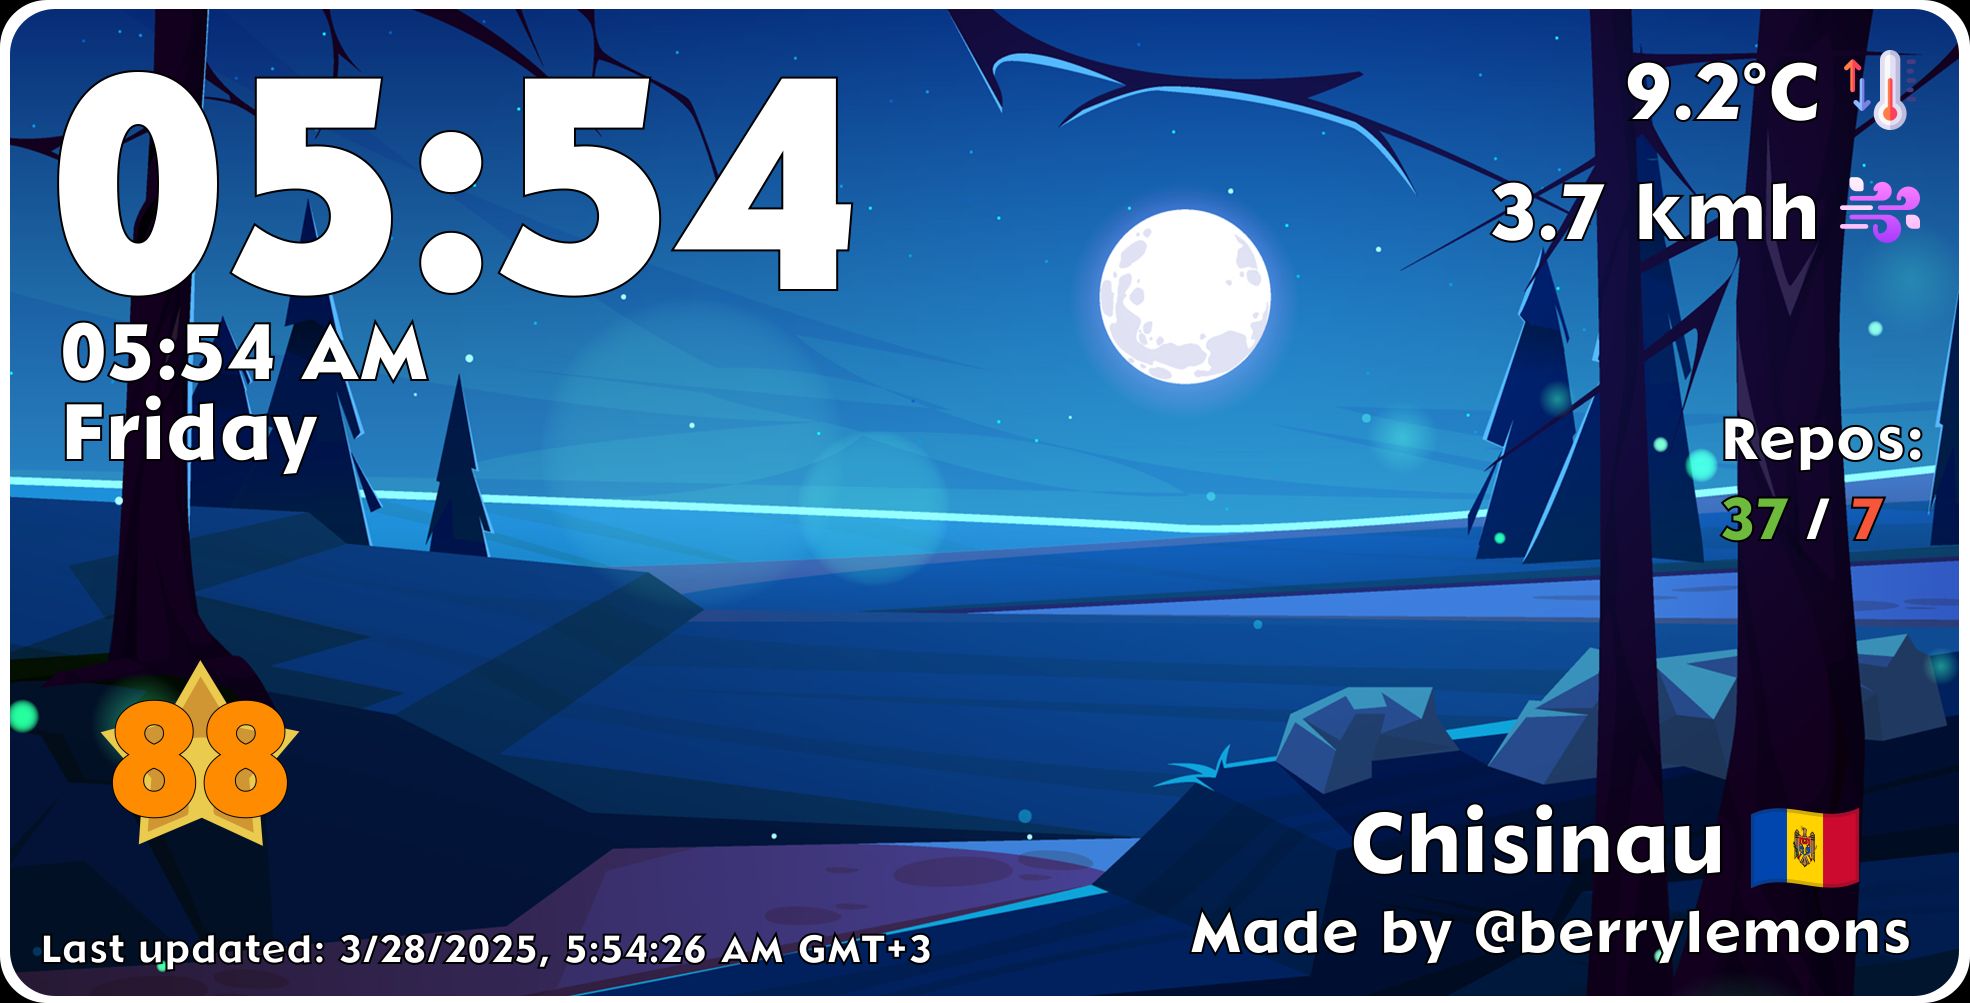 05:54
05:54 AM
Friday
9.2°C
3.7 kmh
Repos:
37 / 7
88
Chisinau
Made by @berrylemons
Last updated: 3/28/2025, 5:54:26 AM GMT+3